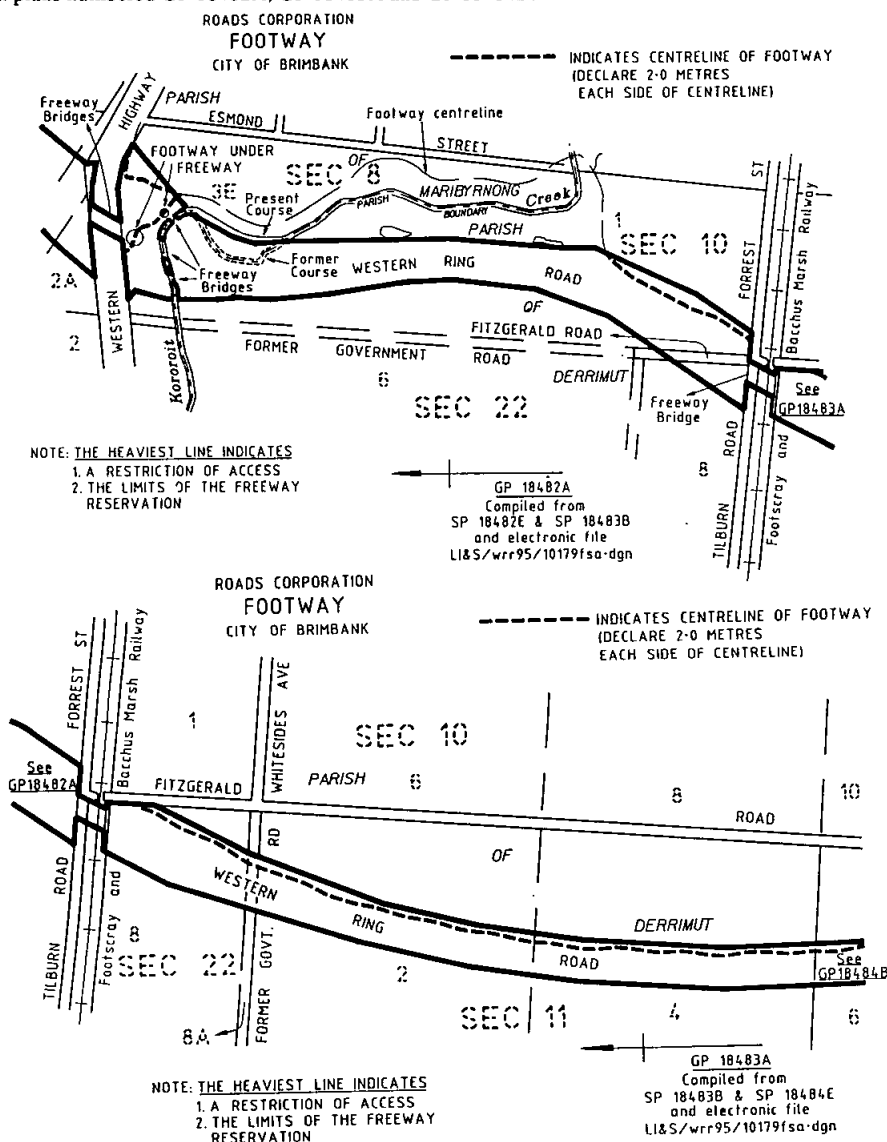 ROADS CORPORATION
FOOTWAY
CITY OF BRIMBANK
INDICATES CENTRELINE OF FOOTWAY
(DECLARE 2·0 METRES
EACH SIDE OF CENTRELINE)
Freeway
Bridges
HIGHWAY
PARISH
ESMOND
STREET
Footway centreline
FOOTWAY UNDER
FREEWAY
OF
SEC 8
3E
Present
Course
MARIBYRNONG
PARISH
BOUNDARY
Creek
PARISH
1
SEC 10
FORREST ST
Bacchus Marsh Railway
Former
Course
Freeway
Bridges
WESTERN RING ROAD
2A
WESTERN
OF
FITZGERALD ROAD
2
FORMER GOVERNMENT ROAD
Kororoit
6
DERRIMUT
SEC 22
See
GP18483A
Freeway
Bridge
8
TILBURN ROAD
Footscray and
NOTE: THE HEAVIEST LINE INDICATES
1. A RESTRICTION OF ACCESS
2. THE LIMITS OF THE FREEWAY
RESERVATION
GP 18482A
Compiled from
SP 18482E & SP 18483B
and electronic file
LI&S/wrr95/10179fsa·dgn
ROADS CORPORATION
FOOTWAY
CITY OF BRIMBANK
INDICATES CENTRELINE OF FOOTWAY
(DECLARE 2·0 METRES
EACH SIDE OF CENTRELINE)
FORREST ST
Bacchus Marsh Railway
1
WHITESIDES AVE
SEC 10
See
GP18482A
FITZGERALD
PARISH
6
8
ROAD
10
TILBURN ROAD
Footscray and
RD
OF
WESTERN
RING
ROAD
DERRIMUT
8
SEC 22
FORMER GOVT.
2
See
GP18484B
8A
SEC 11
4
6
NOTE: THE HEAVIEST LINE INDICATES
1. A RESTRICTION OF ACCESS
2. THE LIMITS OF THE FREEWAY
RESERVATION
GP 18483A
Compiled from
SP 18483B & SP 18484E
and electronic file
LI&S/wrr95/10179fsa·dgn